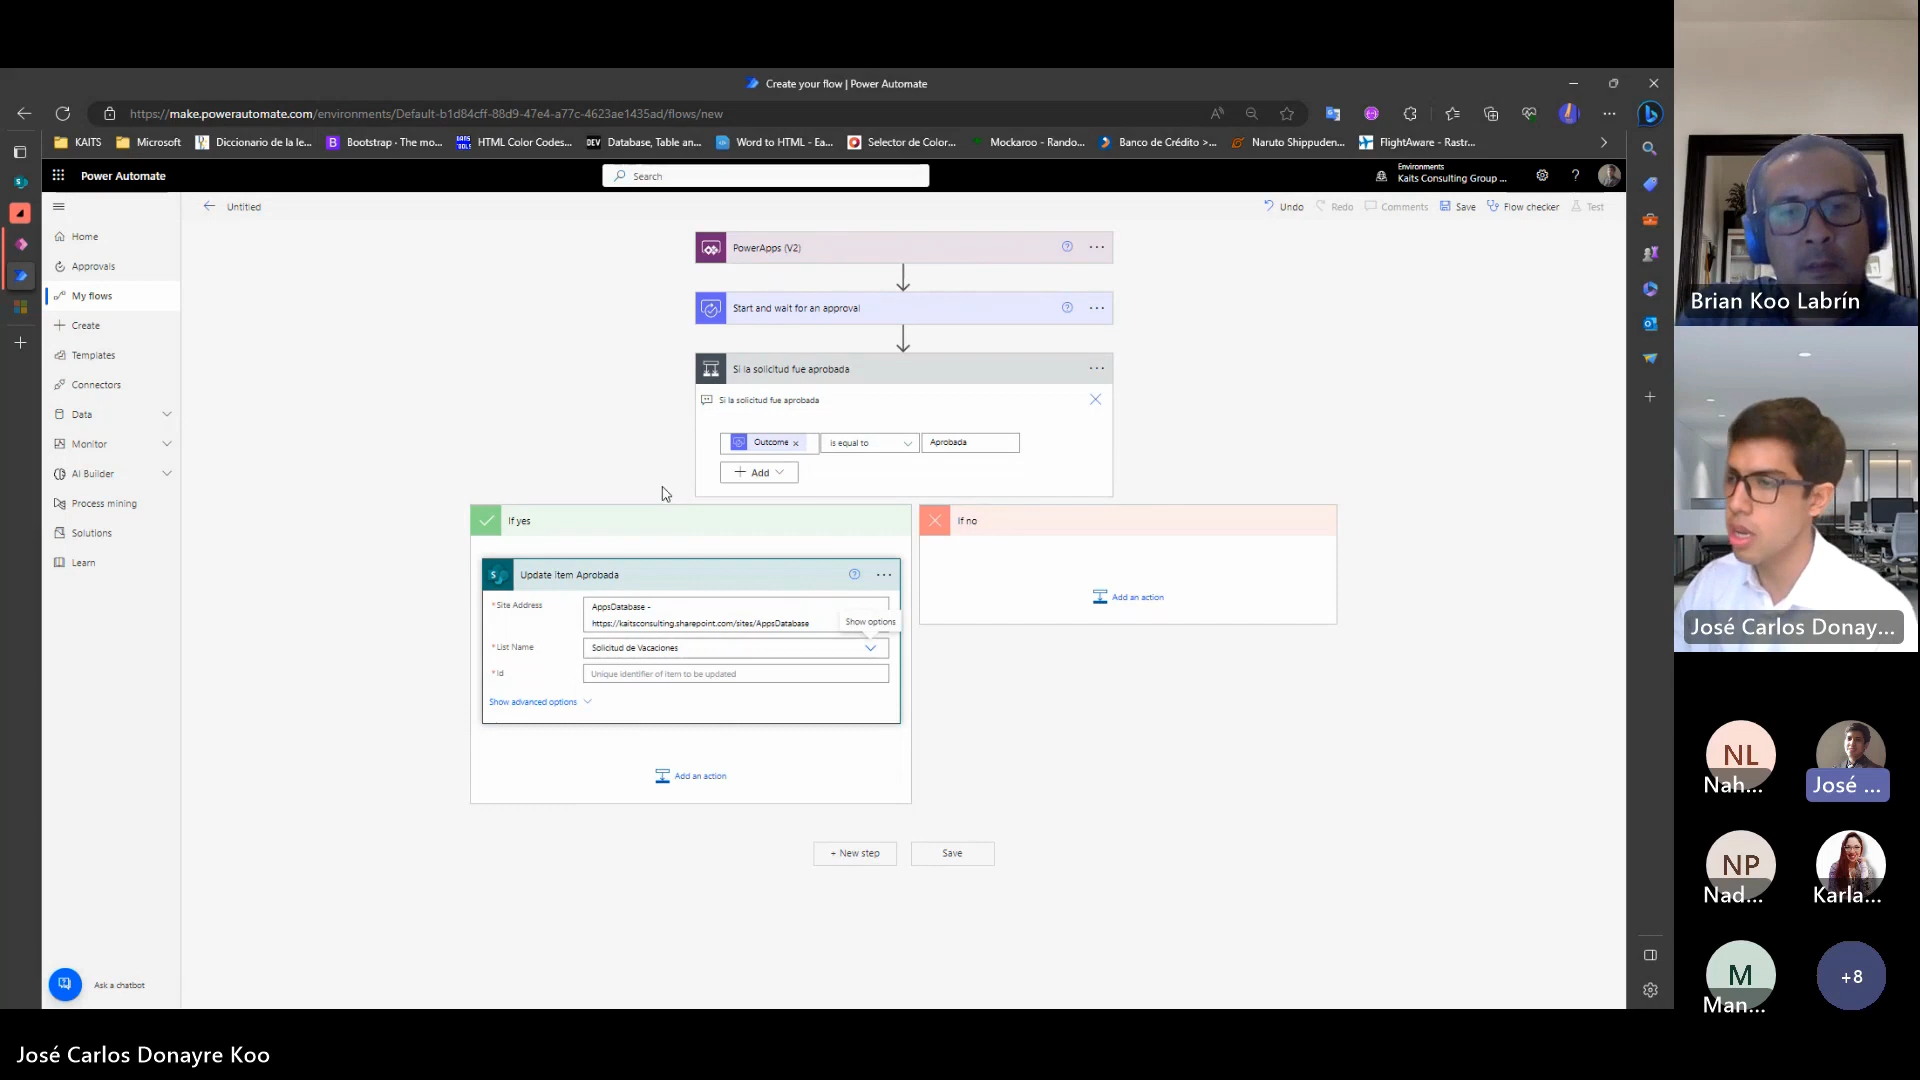 Create your flow | Power Automate
https://make.powerautomate.com/environments/Default-b1d84cff-88d9-47e4-a77c-4623ae1435ad/flows/new
KAITS
Microsoft
Diccionario de la le...
Bootstrap - The mo...
HTML Color Codes...
DEV
Database, Table an...
Word to HTML - Ea...
Selector de Color...
Mockaroo - Rando...
Banco de Crédito >...
Naruto Shippuden...
FlightAware - Rastr...
Power Automate
Search
Environments
Kaits Consulting Group ...
Untitled
Undo
Redo
Comments
Save
Flow checker
Test
Home
Approvals
My flows
Create
Templates
Connectors
Data
Monitor
AI Builder
Process mining
Solutions
Learn
Ask a chatbot
PowerApps (V2)
Start and wait for an approval
Si la solicitud fue aprobada
Si la solicitud fue aprobada
Outcome x
is equal to
Aprobada
+ Add
If yes
Update item Aprobada
* Site Address
AppsDatabase -
https://kaitsconsulting.sharepoint.com/sites/AppsDatabase
Show options
* List Name
Solicitud de Vacaciones
* Id
Unique identifier of item to be updated
Show advanced options
Add an action
If no
Add an action
+ New step
Save
Brian Koo Labrín
José Carlos Donay...
NL
Nah...
José ...
NP
Nad...
Karla...
M
Man...
+8
José Carlos Donayre Koo